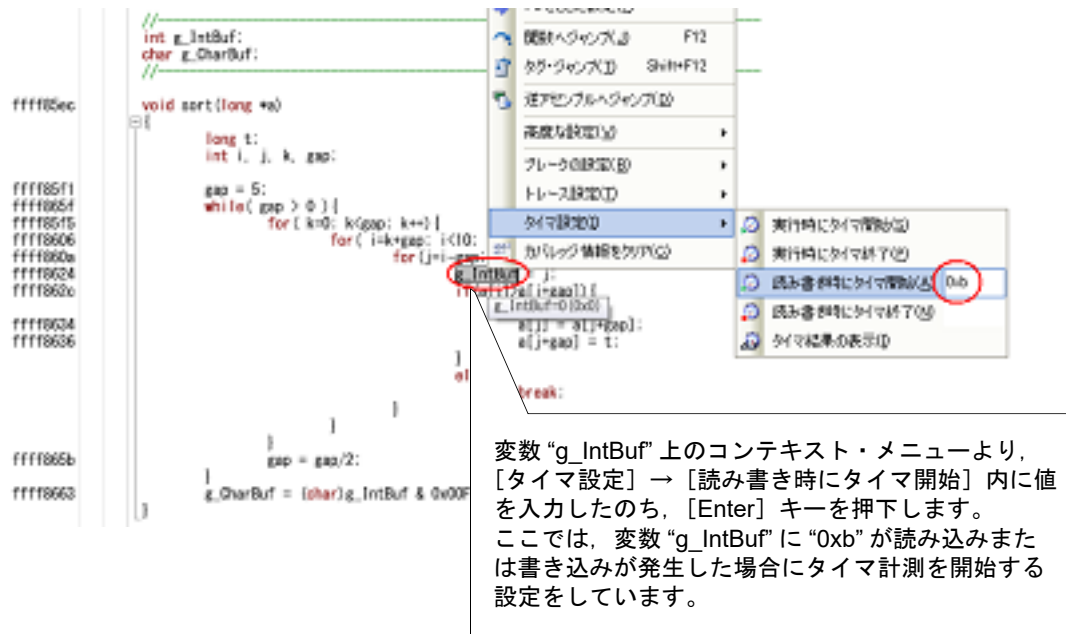 //
int g_IntBuf;
char g_CharBuf;
//
ffff85ec void sort(long *a)
{
long t;
int i, j, k, gap;
ffff85f1 gap = 5;
ffff865f while( gap > 0 ){
ffff85f5 for( k=0; k<gap; k++){
ffff8606 for( i=k+gap; i<10;
ffff860a for(j=i-gap;
ffff8624 g_IntBuf = j;
ffff862c
g_IntBuf=0(0x0)
ffff8634 a[j] = a[j+gap];
ffff8636 a[j+gap] = t;
}
break;
}
}
}
ffff865b gap = gap/2;
}
ffff8663 g_CharBuf = (char)g_IntBuf & 0x00F
}
関数へジャンプ(J) F12
タグ・ジャンプ(T) Shift+F12
逆アセンブルへジャンプ(D)
高度な設定(V)
ブレークの設定(B)
トレース設定(T)
タイマ設定(I)
カバレッジ情報をクリア(G)
実行時にタイマ開始(S)
実行時にタイマ終了(P)
読み書き時にタイマ開始(A) 0xb
読み書き時にタイマ終了(N)
タイマ結果の表示(I)
変数 “g_IntBuf” 上のコンテキスト・メニューより，
［タイマ設定］→［読み書き時にタイマ開始］内に値
を入力したのち，［Enter］キーを押下します。
ここでは，変数 “g_IntBuf” に “0xb” が読み込みまた
は書き込みが発生した場合にタイマ計測を開始する
設定をしています。